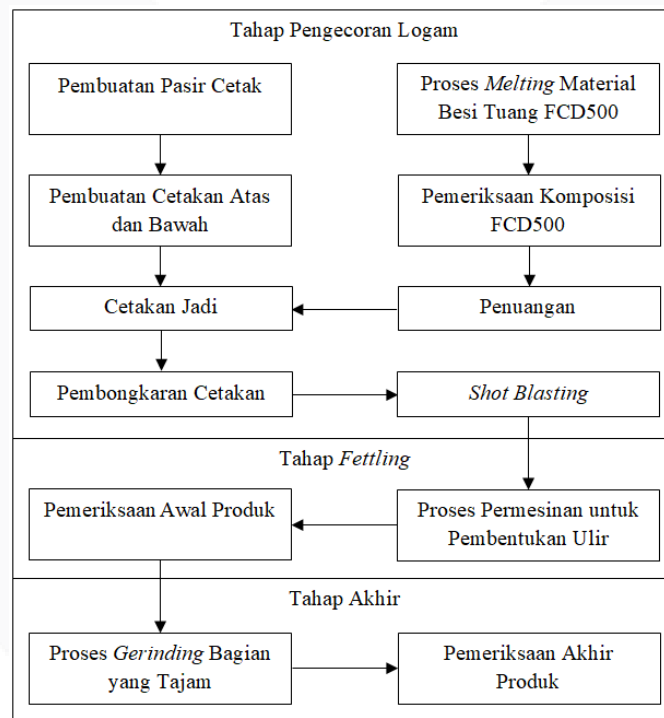 Tahap Pengecoran Logam
Pembuatan Pasir Cetak
Proses Melting Material
Besi Tuang FCD500
Pembuatan Cetakan Atas
dan Bawah
Pemeriksaan Komposisi
FCD500
Cetakan Jadi
Penuangan
Pembongkaran Cetakan
Shot Blasting
Tahap Fettling
Pemeriksaan Awal Produk
Proses Permesinan untuk
Pembentukan Ulir
Tahap Akhir
Proses Gerinding Bagian
yang Tajam
Pemeriksaan Akhir
Produk